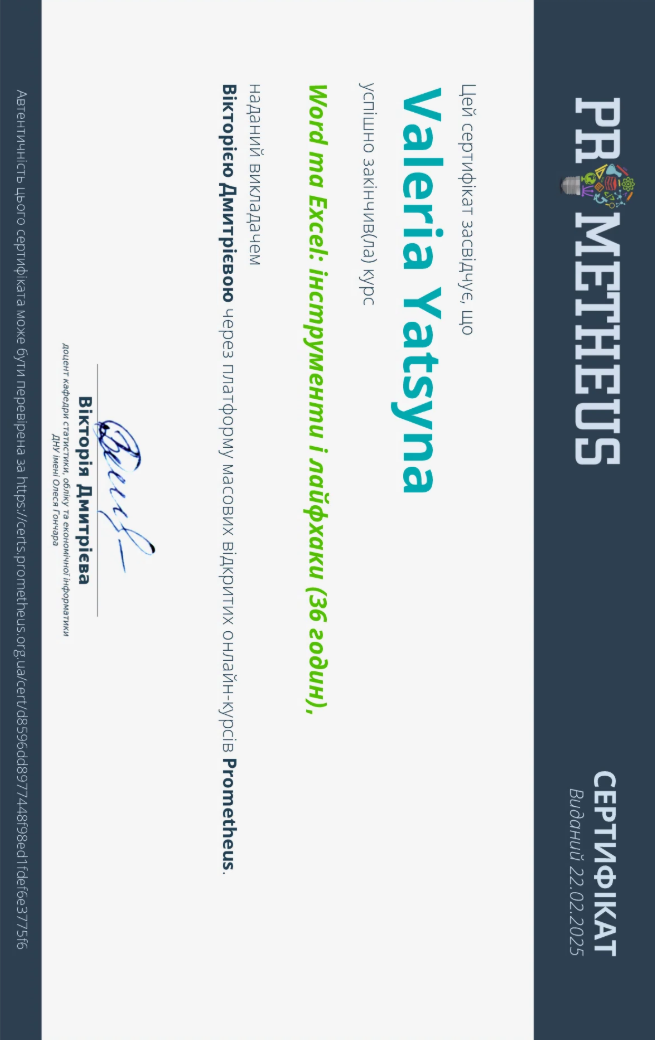 PROMETHEUS
СЕРТИФІКАТ
Виданий 22.02.2025
Цей сертифікат засвідчує, що
Valeria Yatsyna
успішно закінчив(ла) курс
Word та Excel: інструменти і лайфхаки (36 годин),
наданий викладачем
Вікторією Дмитрієвою через платформу масових відкритих онлайн-курсів Prometheus.
Вікторія Дмитрієва
доцент кафедри статистики, обліку та економічної інформатики
ДНУ імені Олеся Гончара
Автентичність цього сертифіката може бути перевірена за https://certs.prometheus.org.ua/cert/d8596dd8977448f98ed1fdef6e3775f6